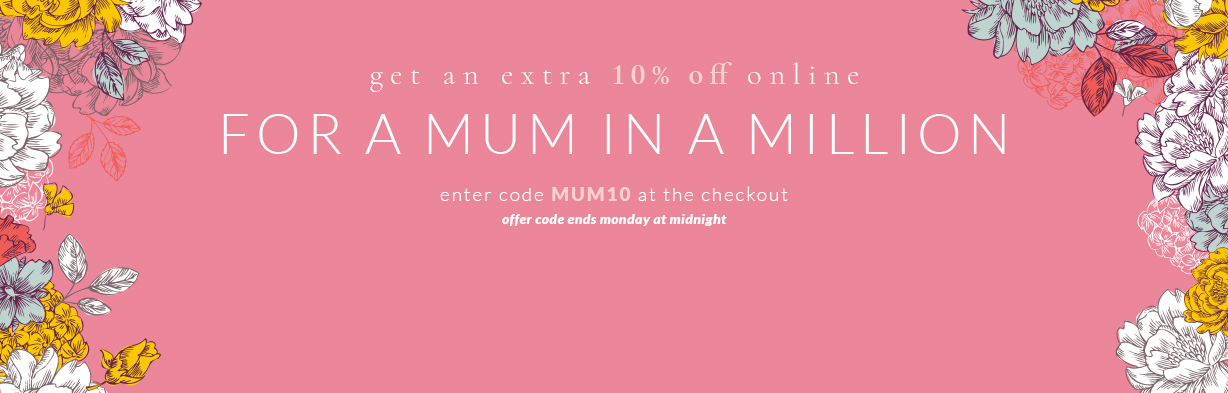 get an extra 10% off online
FOR A MUM IN A MILLION
enter code MUM10 at the checkout
offer code ends monday at midnight